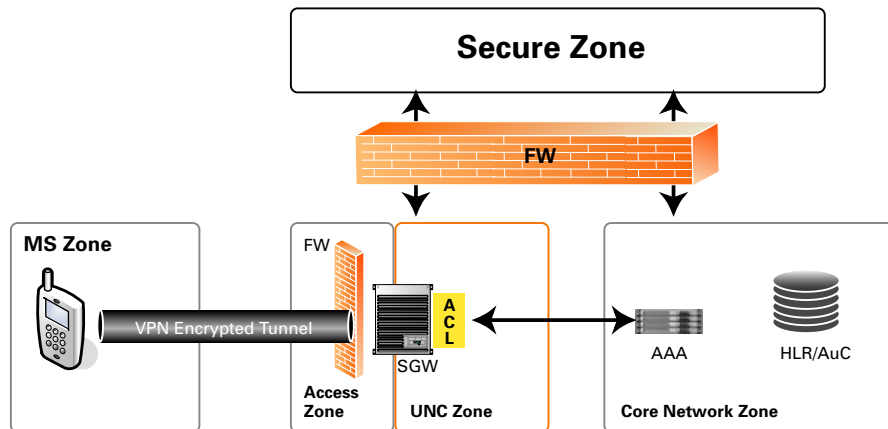 Secure Zone
FW
MS Zone
FW
VPN Encrypted Tunnel
A
C
L
SGW
AAA
HLR/AuC
Access
Zone
UNC Zone
Core Network Zone